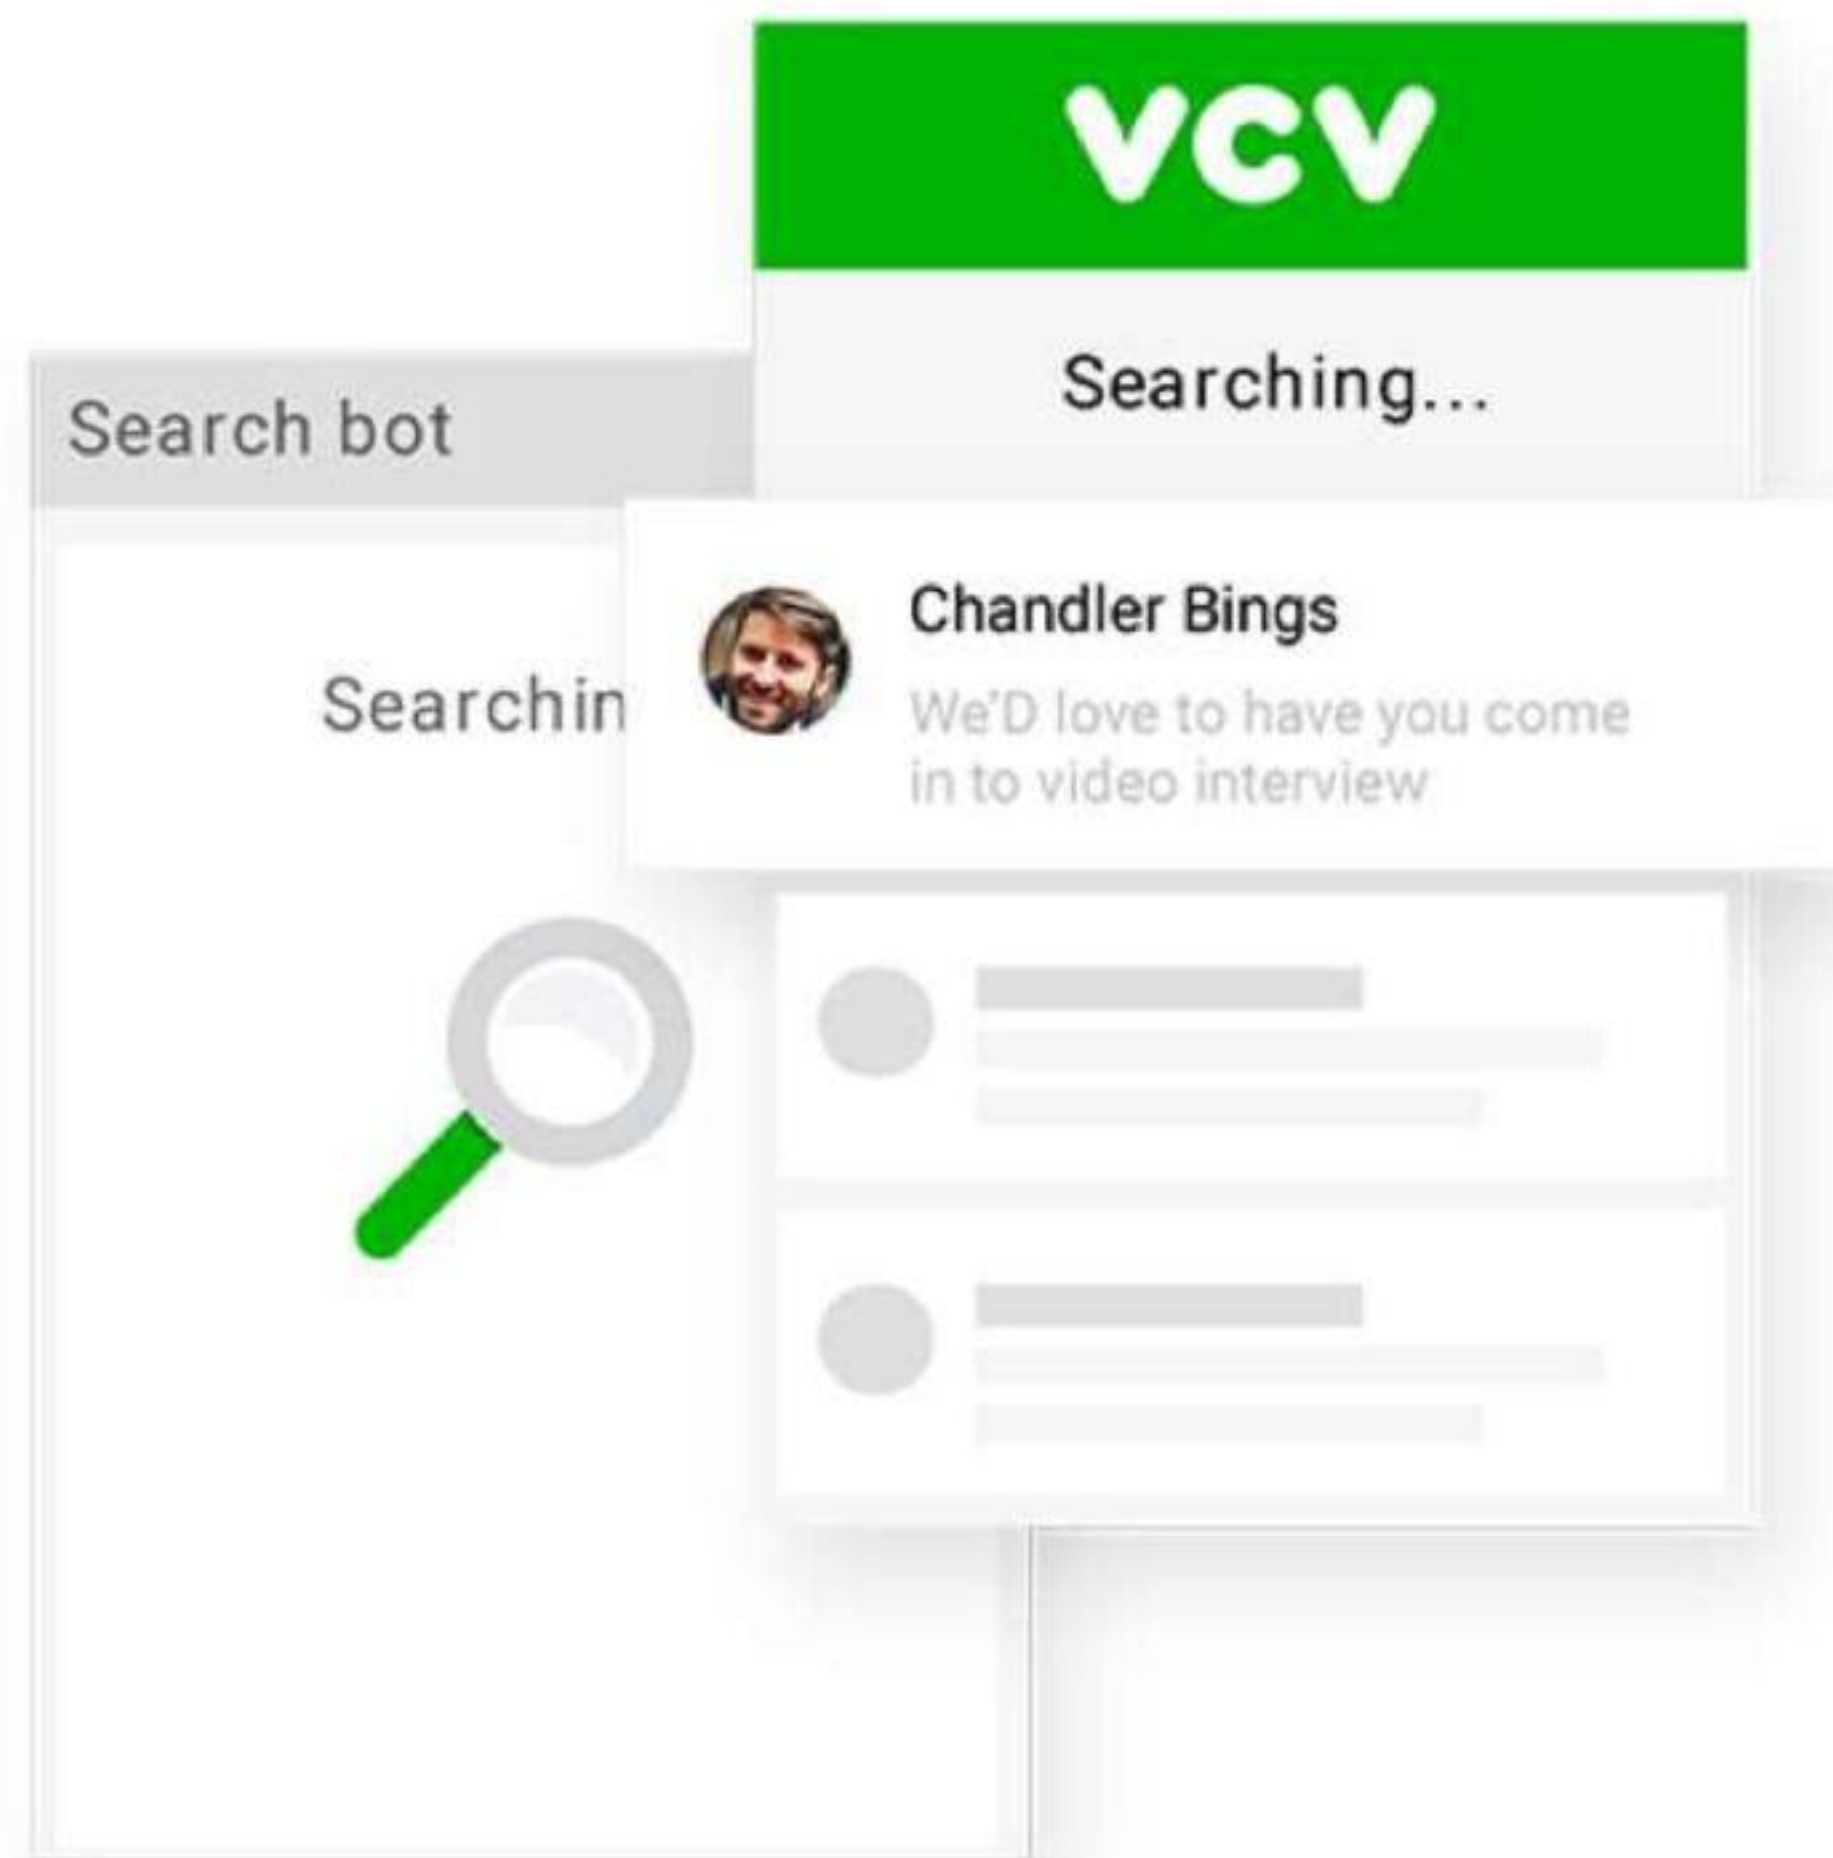 vcv
Searching...
Search bot
Searchin
Chandler Bings
We'D love to have you come
in to video interview